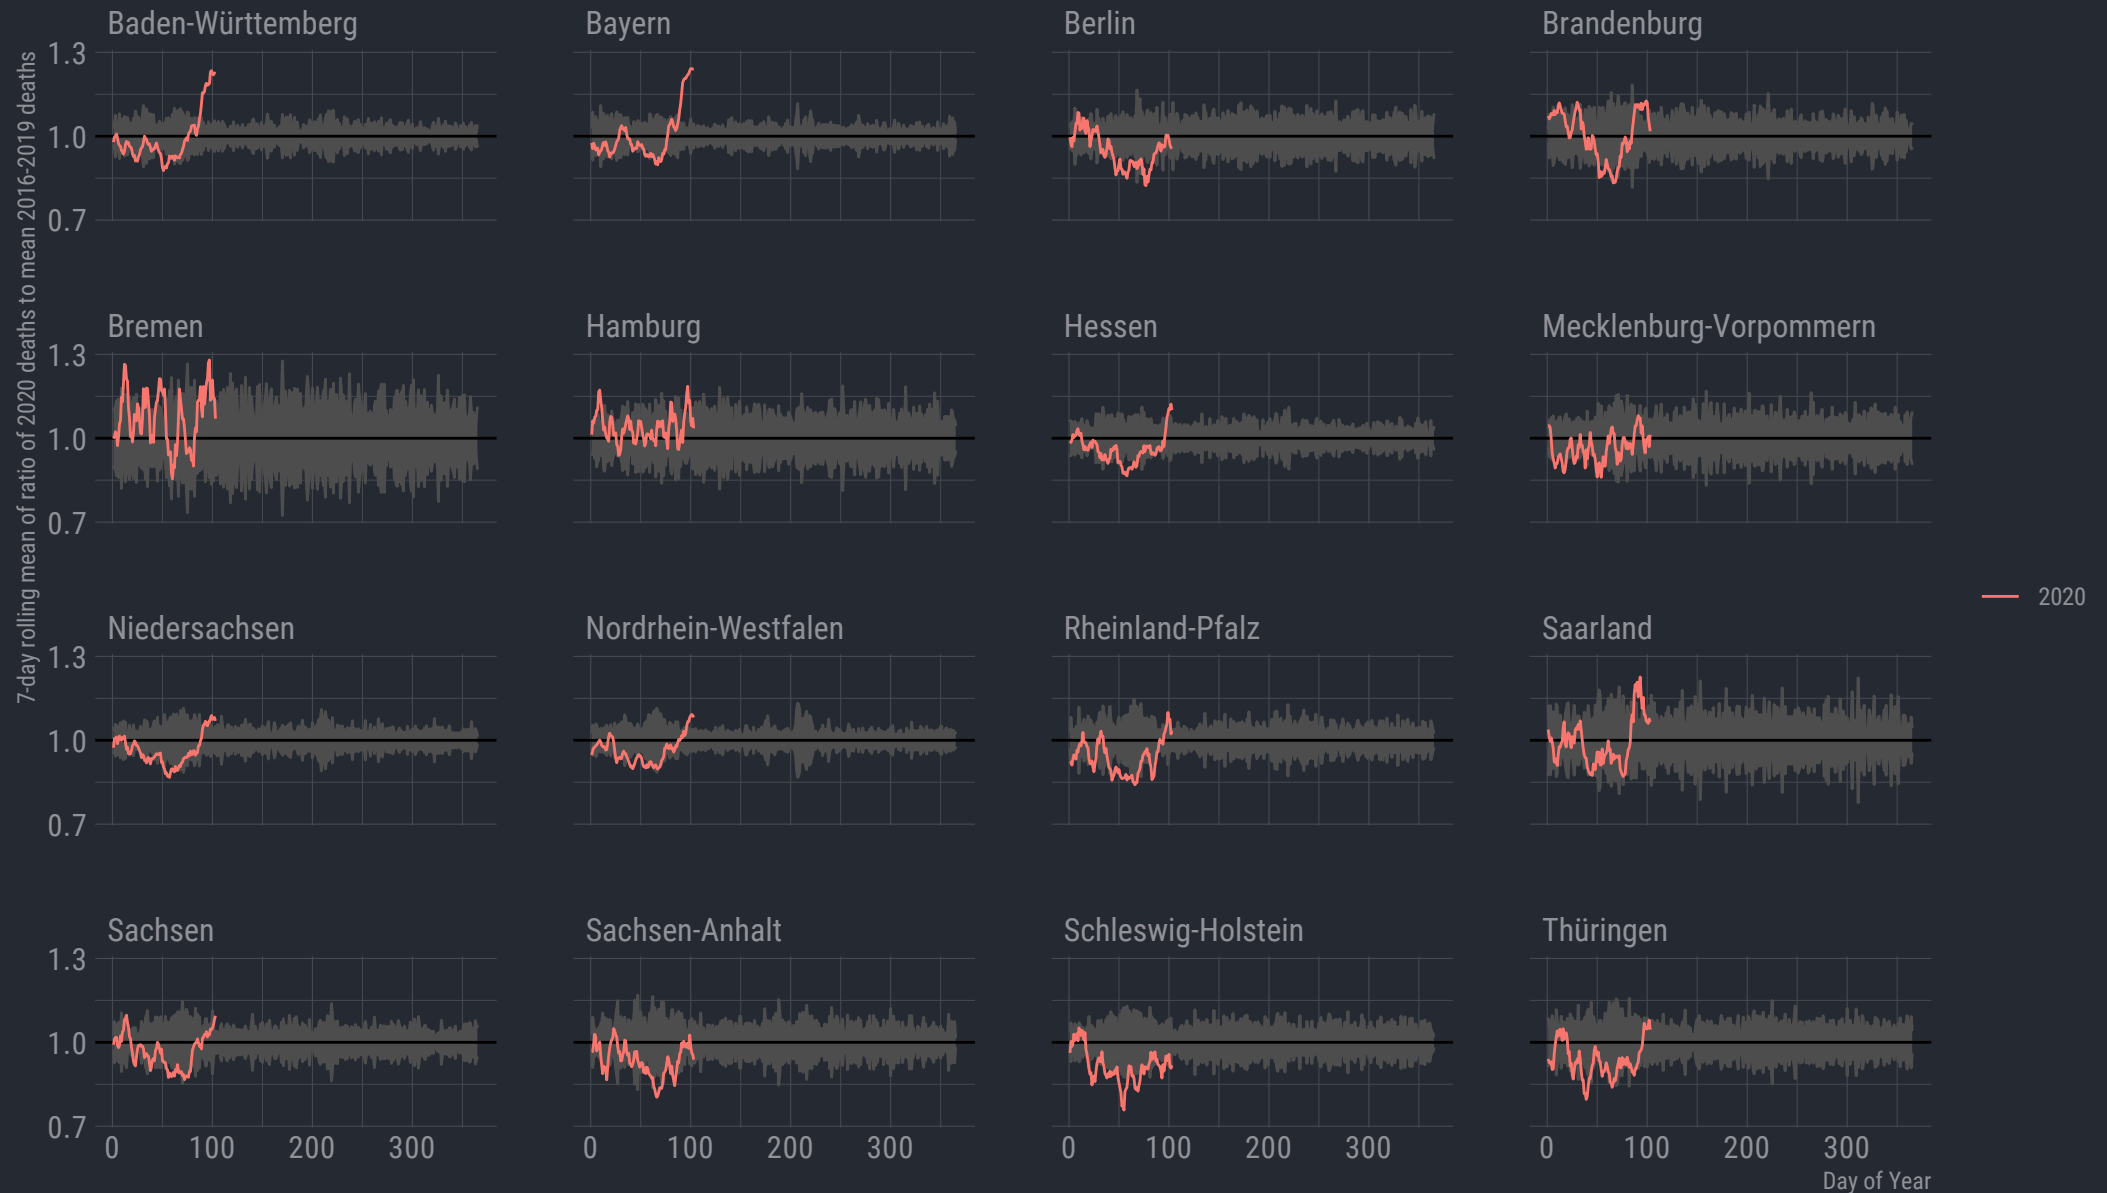 Baden-Württemberg
Bayern
Berlin
Brandenburg
7-day rolling mean of ratio of 2020 deaths to mean 2016-2019 deaths
1.3
1.0
0.7
Bremen
Hamburg
Hessen
Mecklenburg-Vorpommern
1.3
1.0
0.7
2020
Niedersachsen
Nordrhein-Westfalen
Rheinland-Pfalz
Saarland
1.3
1.0
0.7
Sachsen
Sachsen-Anhalt
Schleswig-Holstein
Thüringen
1.3
1.0
0.7
0 100 200 300
0 100 200 300
0 100 200 300
0 100 200 300
Day of Year